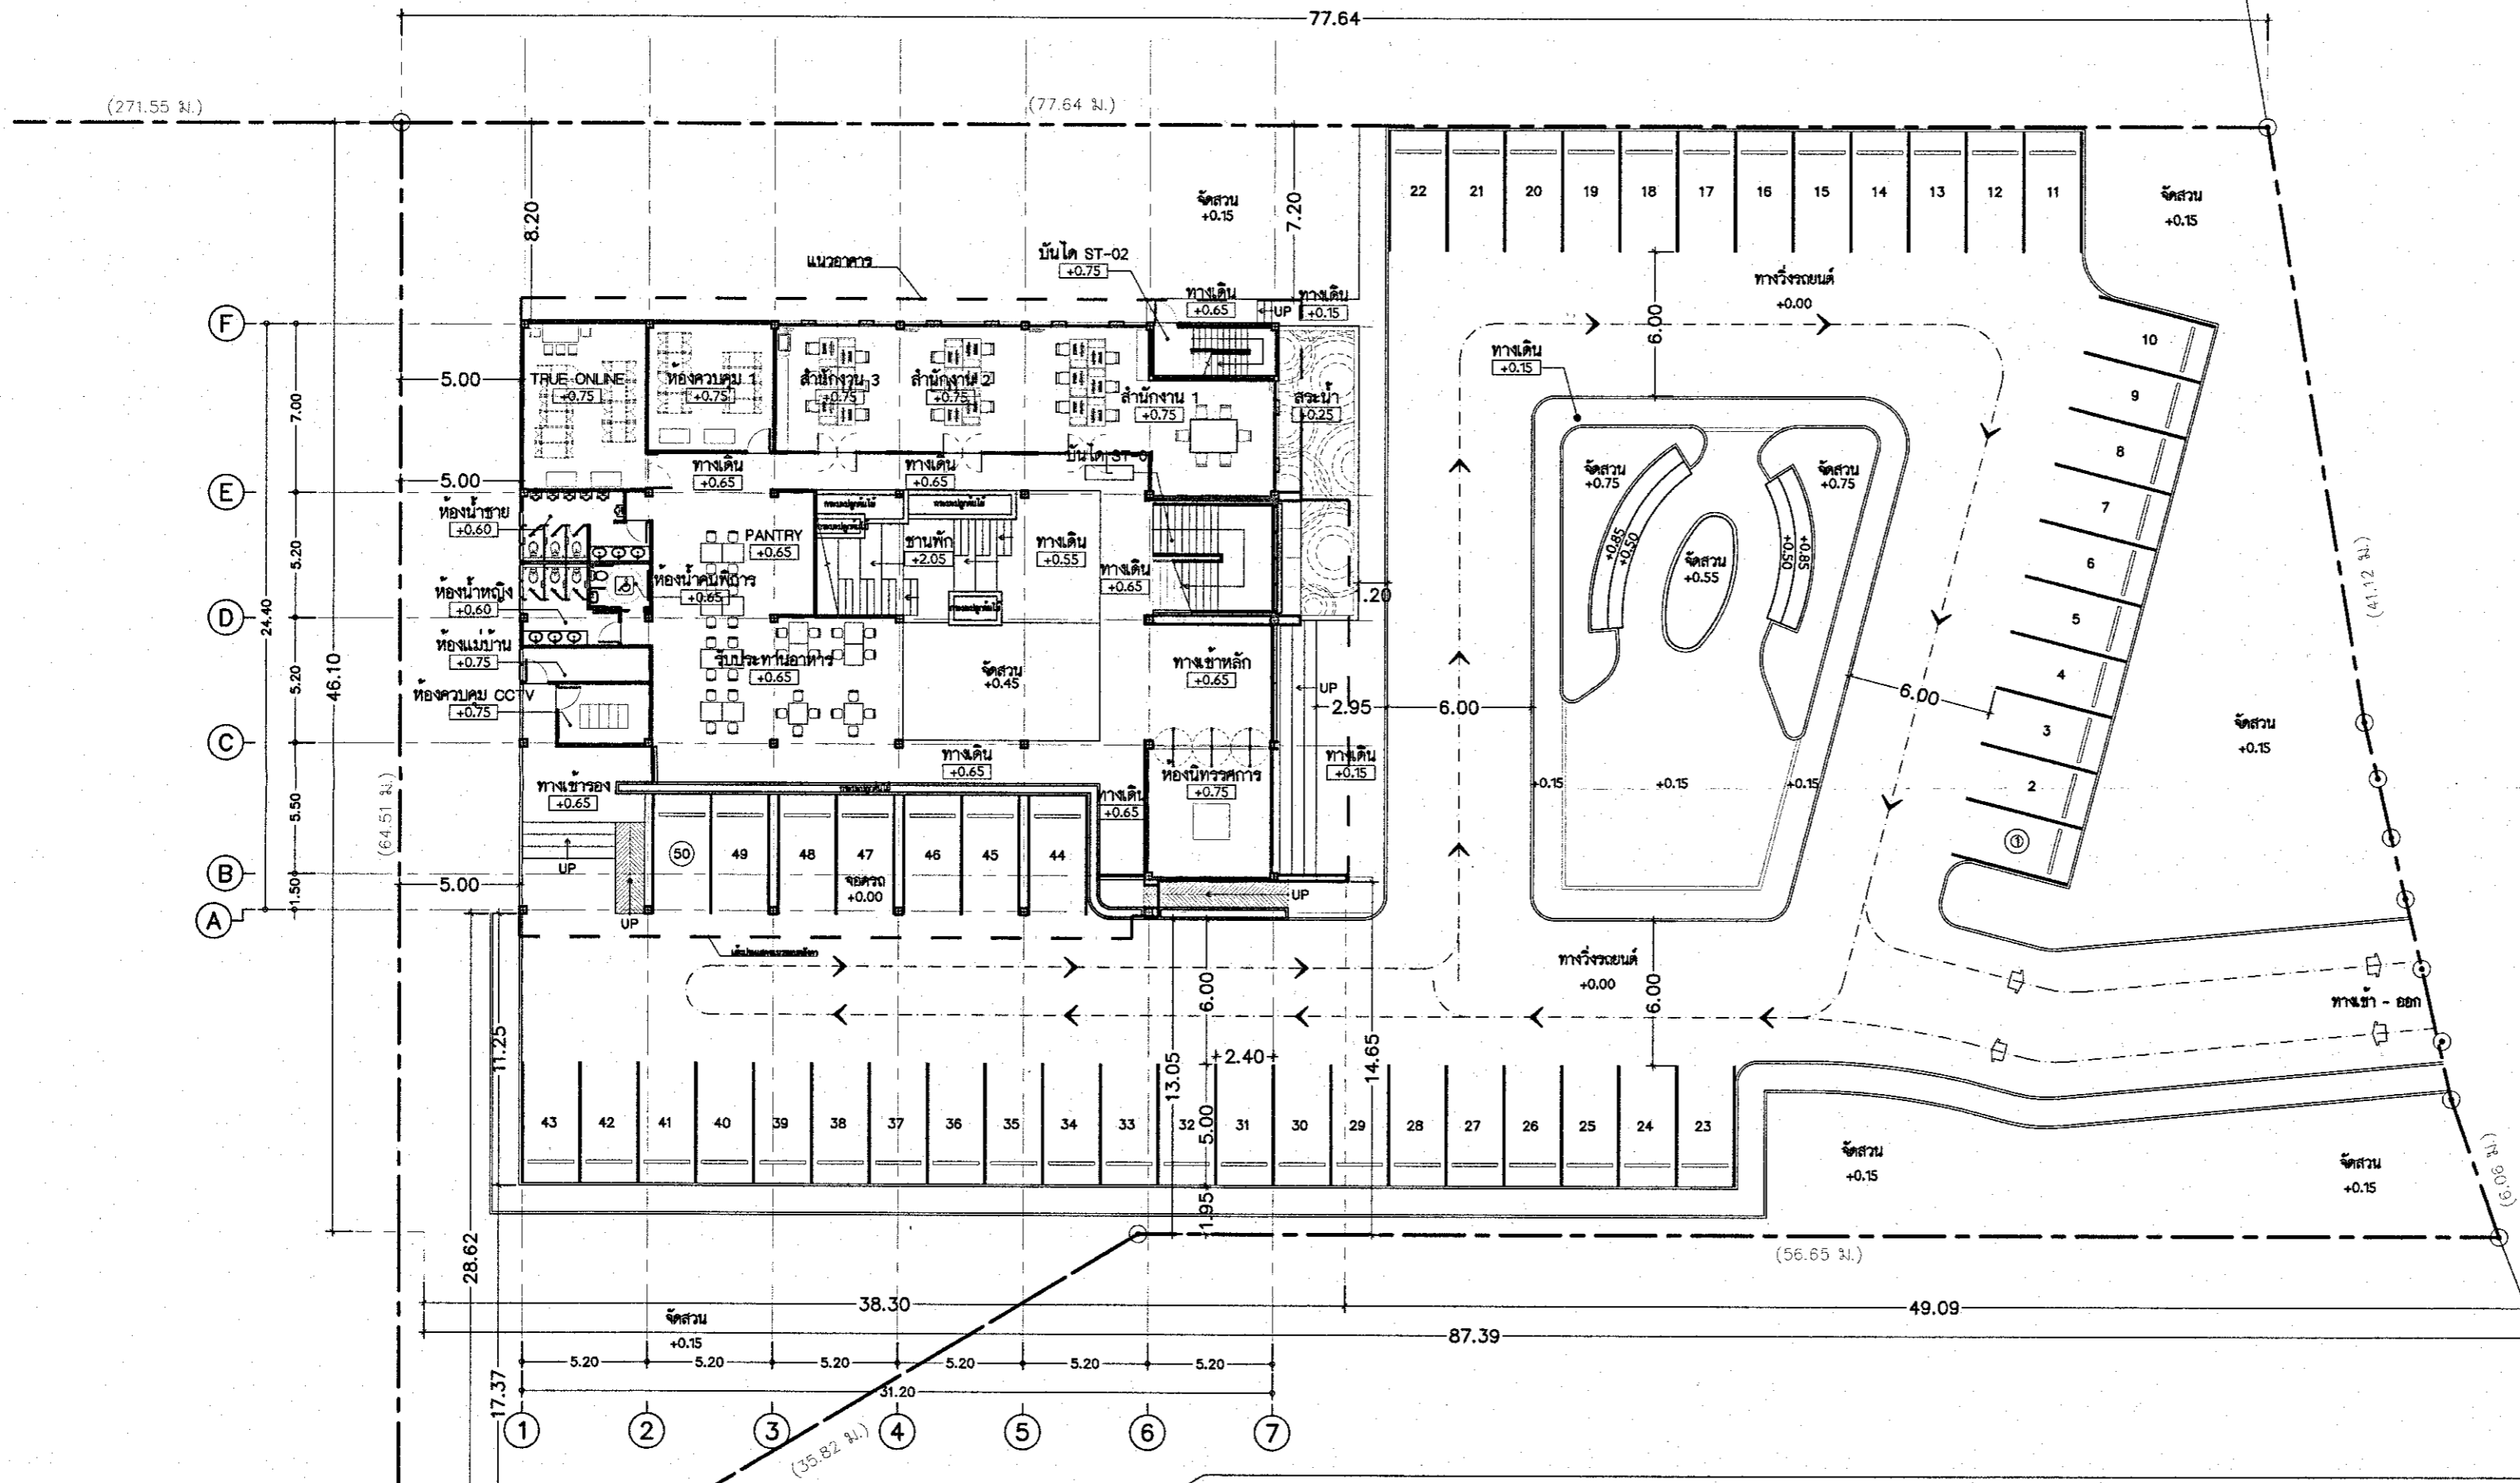 77.64
(271.55 ม.)
(77.64 ม.)
22
21
20
19
18
17
16
15
14
13
12
11
จัดสวน
+0.15
จัดสวน
+0.15
8.20
7.20
แนวอาคาร
บันได ST-02
+0.75
ทางเดิน
+0.65
UP
ทางเดิน
+0.15
ทางวิ่งรถยนต์
+0.00
6.00
10
9
8
7
6
5
4
3
2
1
F
E
D
C
B
A
7.00
5.20
5.20
5.50
1.50
24.40
46.10
5.00
5.00
5.00
(64.51 ม.)
TRUE ONLINE
+0.75
ห้องควบคุม 1
+0.75
สำนักงาน 3
+0.75
สำนักงาน 2
+0.75
สำนักงาน 1
+0.75
สระน้ำ
+0.25
ทางเดิน
+0.15
ทางเดิน
+0.65
ทางเดิน
+0.65
บันได ST-0
ห้องน้ำชาย
+0.60
PANTRY
+0.65
ชานพัก
+2.05
ทางเดิน
+0.55
ทางเดิน
+0.65
ห้องน้ำคนพิการ
+0.65
ห้องน้ำหญิง
+0.60
ห้องแม่บ้าน
+0.75
ห้องควบคุม CCTV
+0.75
รับประทานอาหาร
+0.65
จัดสวน
+0.45
ทางเข้าหลัก
+0.65
UP
.20
2.95
6.00
จัดสวน
+0.75
จัดสวน
+0.75
+0.85
+0.50
+0.85
+0.50
จัดสวน
+0.55
6.00
(41.12 ม.)
จัดสวน
+0.15
ทางเดิน
+0.65
ทางเดิน
+0.65
ห้องนิทรรศการ
+0.75
ทางเดิน
+0.15
+0.15
+0.15
+0.15
ทางเข้ารอง
+0.65
UP
UP
50
49
48
47
46
45
44
จอดรถ
+0.00
UP
ทางวิ่งรถยนต์
+0.00
6.00
6.00
ทางเข้า - ออก
11.25
13.05
14.65
2.40
5.00
1.95
43
42
41
40
39
38
37
36
35
34
33
32
31
30
29
28
27
26
25
24
23
จัดสวน
+0.15
จัดสวน
+0.15
(6.06 ม.)
(56.65 ม.)
28.62
17.37
38.30
49.09
87.39
จัดสวน
+0.15
5.20
5.20
5.20
5.20
5.20
5.20
31.20
(35.82 ม.)
1
2
3
4
5
6
7